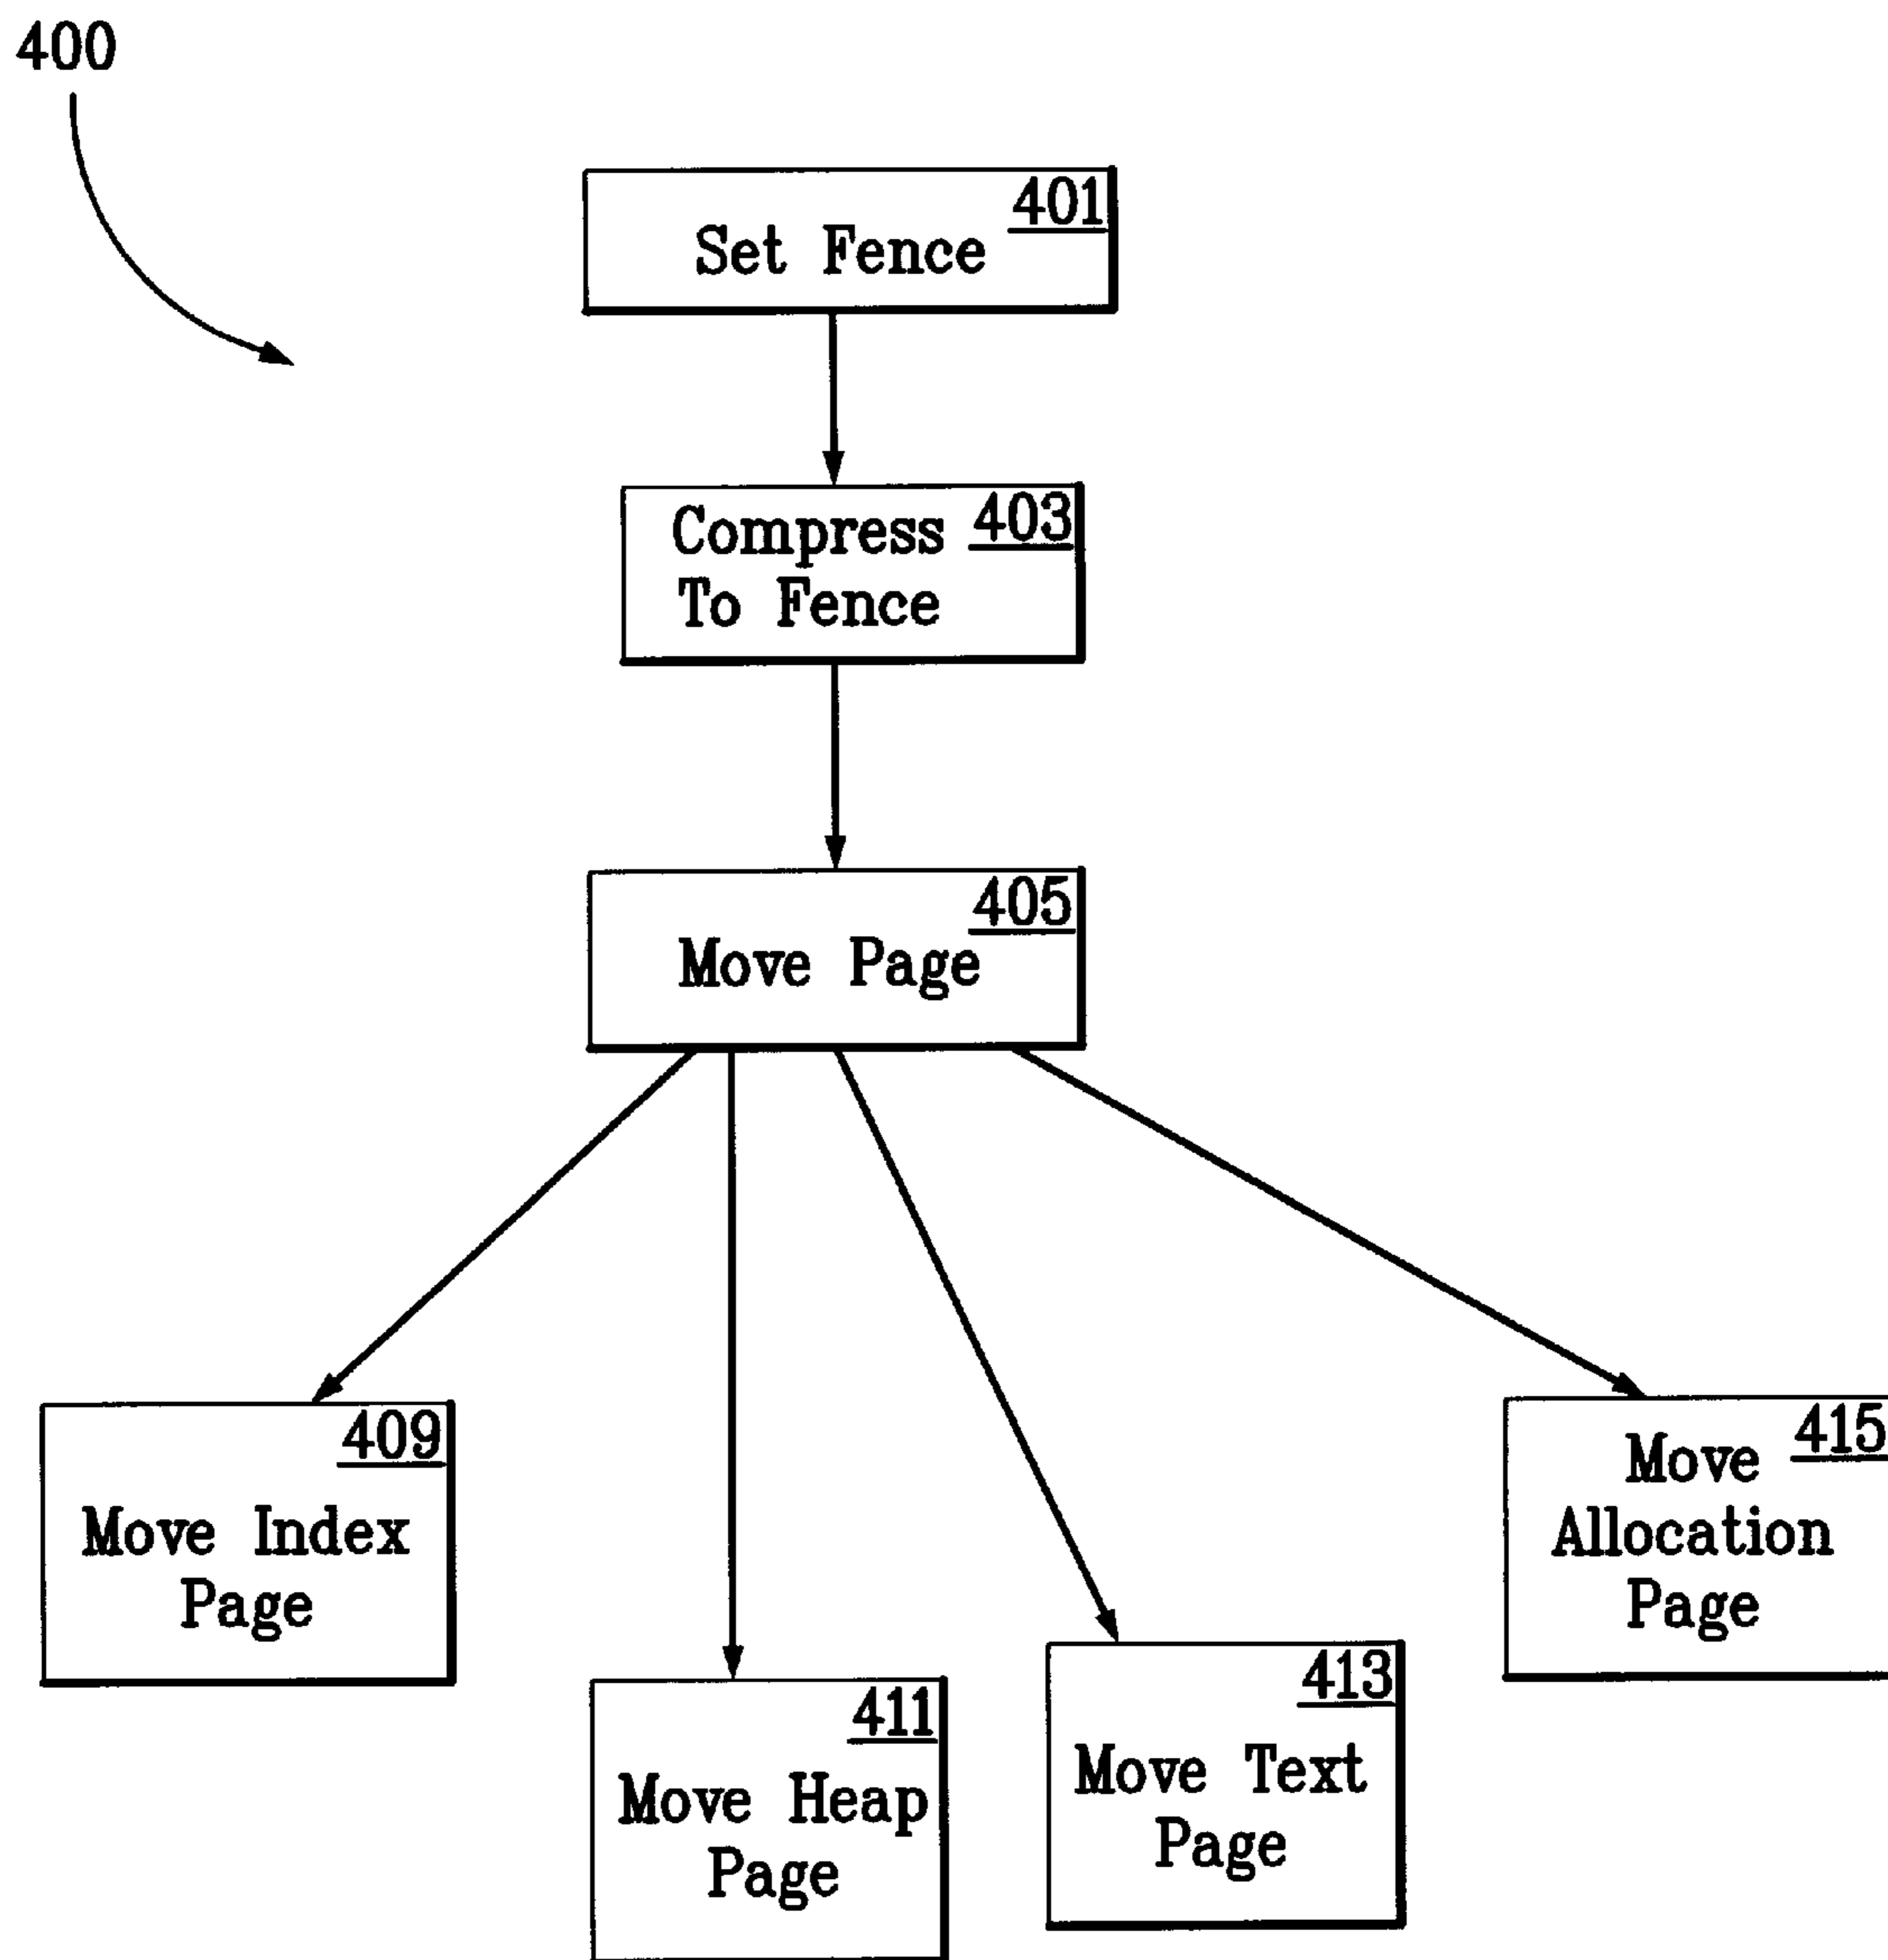 400
401
Set Fence
Compress 403
To Fence
405
Move Page
409
Move Index
Page
411
Move Heap
Page
413
Move Text
Page
Move 415
Allocation
Page